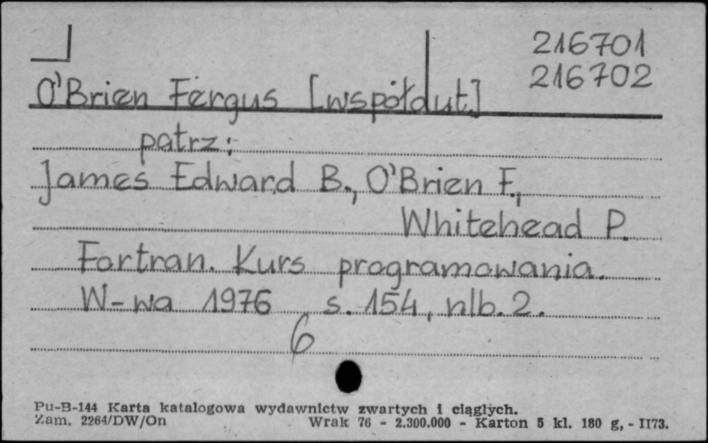 216701
216702
O'Brien Fergus [współaut.]
patrz:
James Edward B., O'Brien F.,
Whitehead P.
Fortran. Kurs programowania.
W-wa 1976 s. 154, nlb. 2.
6
Pu-B-144 Karta katalogowa wydawnictw zwartych i ciągłych.
Zam. 2264/DW/On Wrak 76 - 2.300.000 - Karton 5 kl. 180 g, - II73.